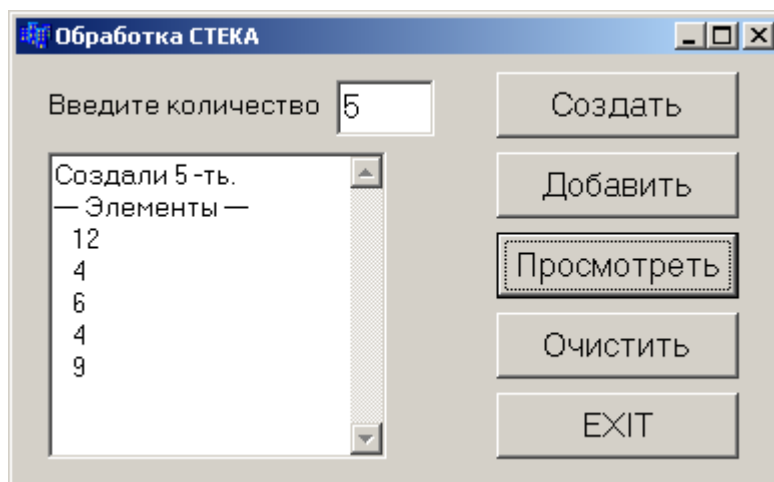 Обработка СТЕКА
Введите количество 5
Создать
Добавить
Просмотреть
Очистить
EXIT
Создали 5 -ть.
— Элементы —
12
4
6
4
9